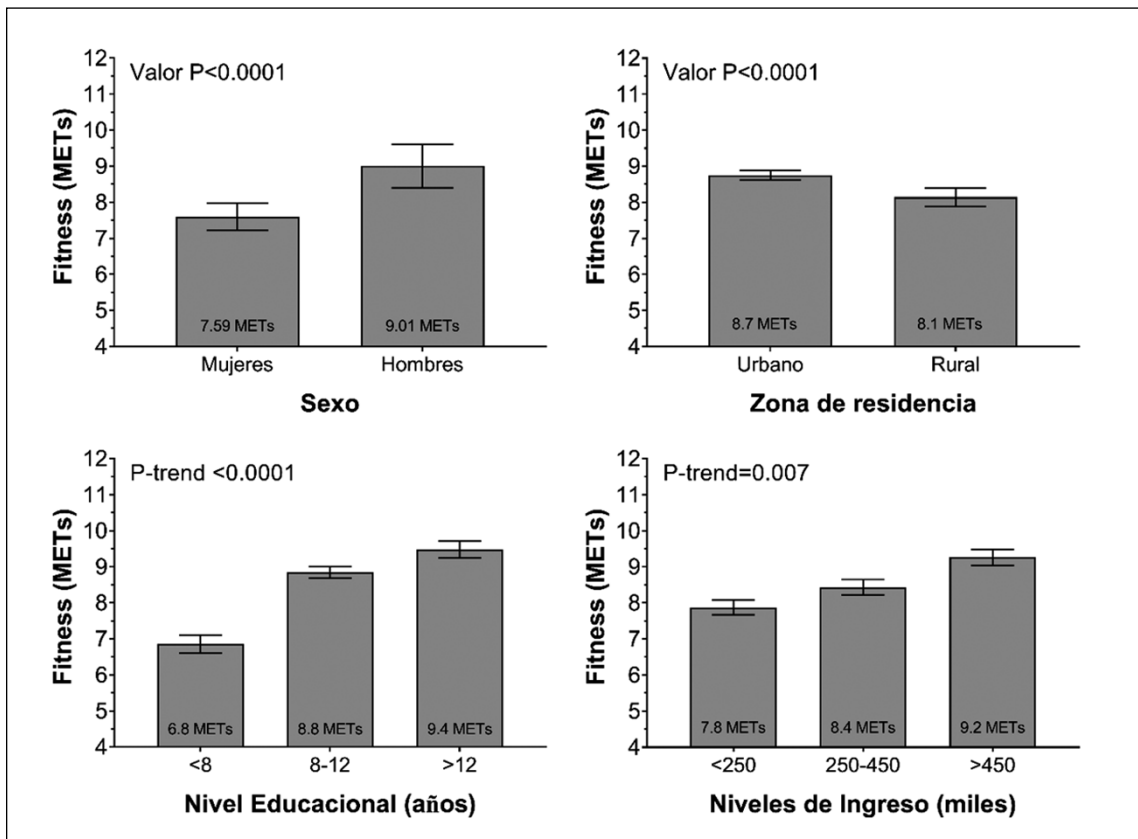 Valor P<0.0001
Fitness (METs)
12
11
10
9
8
7
6
5
4
7.59 METs
9.01 METs
Mujeres
Hombres
Sexo
Valor P<0.0001
Fitness (METs)
12
11
10
9
8
7
6
5
4
8.7 METs
8.1 METs
Urbano
Rural
Zona de residencia
P-trend <0.0001
Fitness (METs)
12
11
10
9
8
7
6
5
4
6.8 METs
8.8 METs
9.4 METs
<8
8-12
>12
Nivel Educacional (años)
P-trend=0.007
Fitness (METs)
12
11
10
9
8
7
6
5
4
7.8 METs
8.4 METs
9.2 METs
<250
250-450
>450
Niveles de Ingreso (miles)